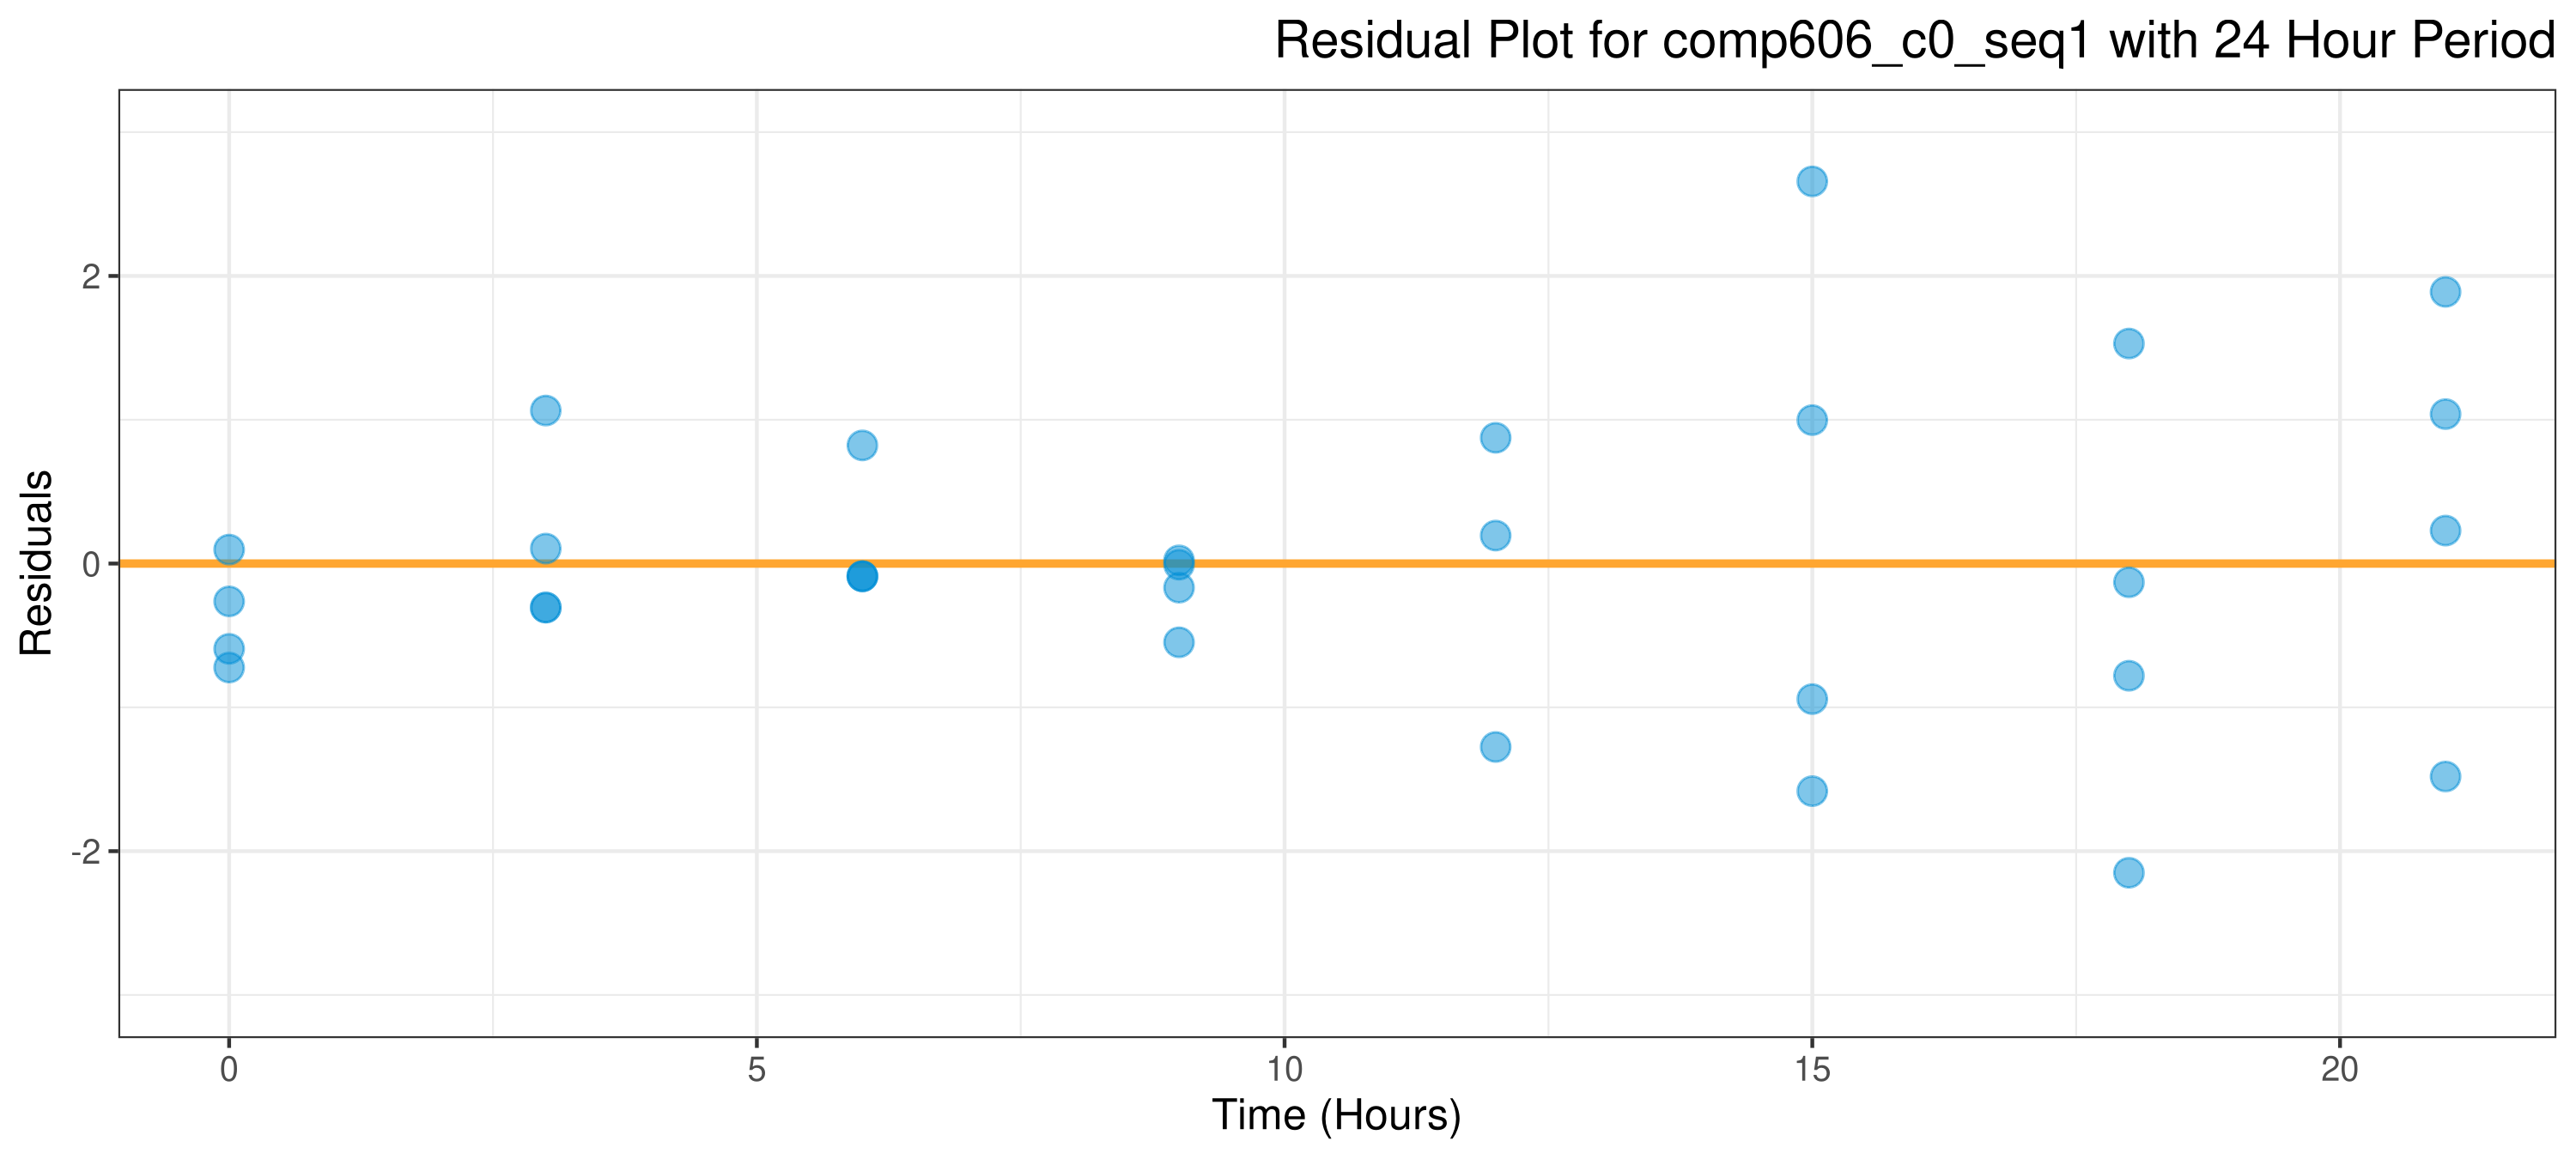 Residual Plot for comp606_c0_seq1 with 24 Hour Period
Residuals
2
0
-2
0 5 10 15 20
Time (Hours)